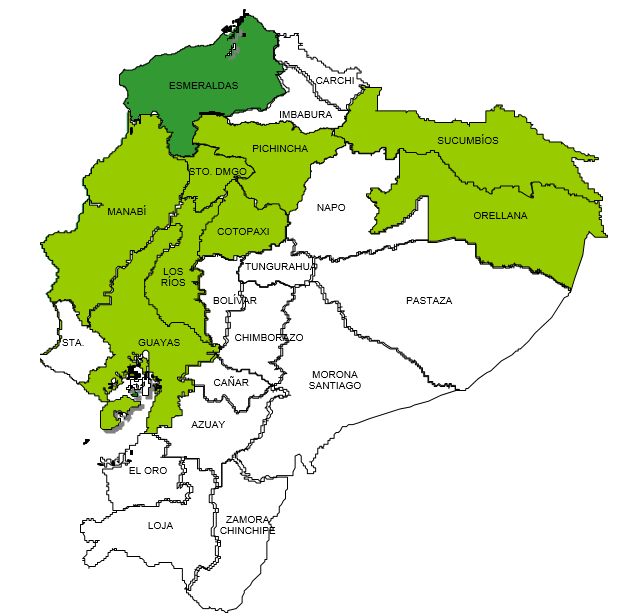 CARCHI
ESMERALDAS
IMBABURA
SUCUMBÍOS
PICHINCHA
STO. DMGO
NAPO
MANABÍ
ORELLANA
COTOPAXI
TUNGURAHUA
LOS
RÍOS
BOLÍVAR
PASTAZA
CHIMBORAZO
STA.
GUAYAS
MORONA
SANTIAGO
CAÑAR
AZUAY
EL ORO
LOJA
ZAMORA
CHINCHIPE